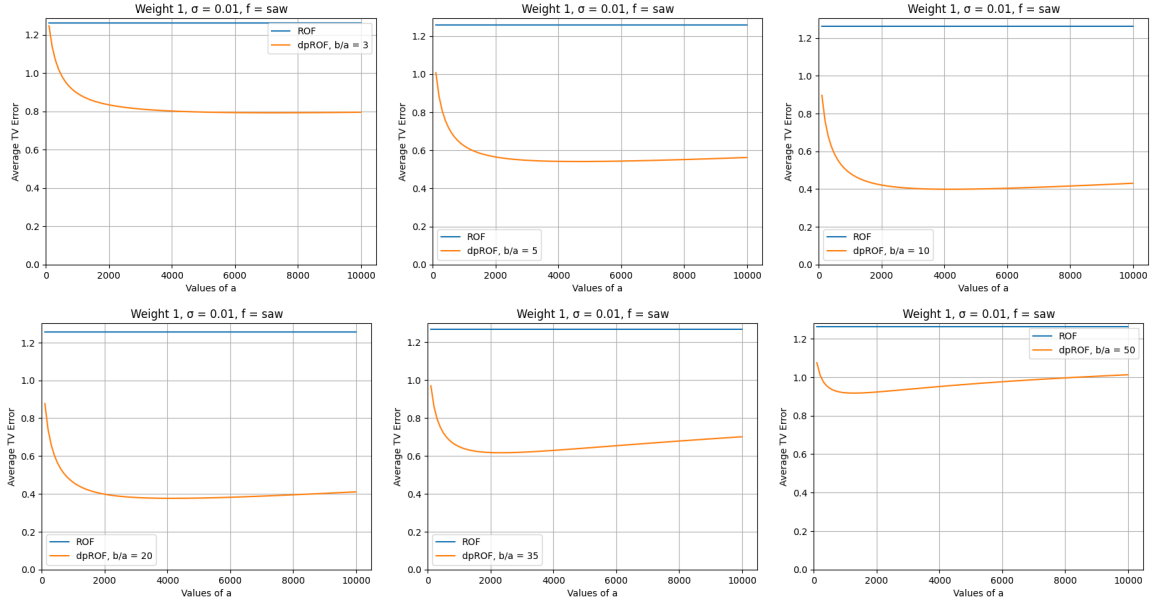 Weight 1, σ = 0.01, f = saw
ROF
dpROF, b/a = 3
Average TV Error
1.2
1.0
0.8
0.6
0.4
0.2
0.0
0 2000 4000 6000 8000 10000
Values of a
Weight 1, σ = 0.01, f = saw
Average TV Error
1.2
1.0
0.8
0.6
0.4
0.2
0.0
ROF
dpROF, b/a = 5
0 2000 4000 6000 8000 10000
Values of a
Weight 1, σ = 0.01, f = saw
Average TV Error
1.2
1.0
0.8
0.6
0.4
0.2
0.0
ROF
dpROF, b/a = 10
0 2000 4000 6000 8000 10000
Values of a
Weight 1, σ = 0.01, f = saw
Average TV Error
1.2
1.0
0.8
0.6
0.4
0.2
0.0
ROF
dpROF, b/a = 20
0 2000 4000 6000 8000 10000
Values of a
Weight 1, σ = 0.01, f = saw
Average TV Error
1.2
1.0
0.8
0.6
0.4
0.2
0.0
ROF
dpROF, b/a = 35
0 2000 4000 6000 8000 10000
Values of a
Weight 1, σ = 0.01, f = saw
ROF
dpROF, b/a = 50
Average TV Error
1.2
1.0
0.8
0.6
0.4
0.2
0.0
0 2000 4000 6000 8000 10000
Values of a